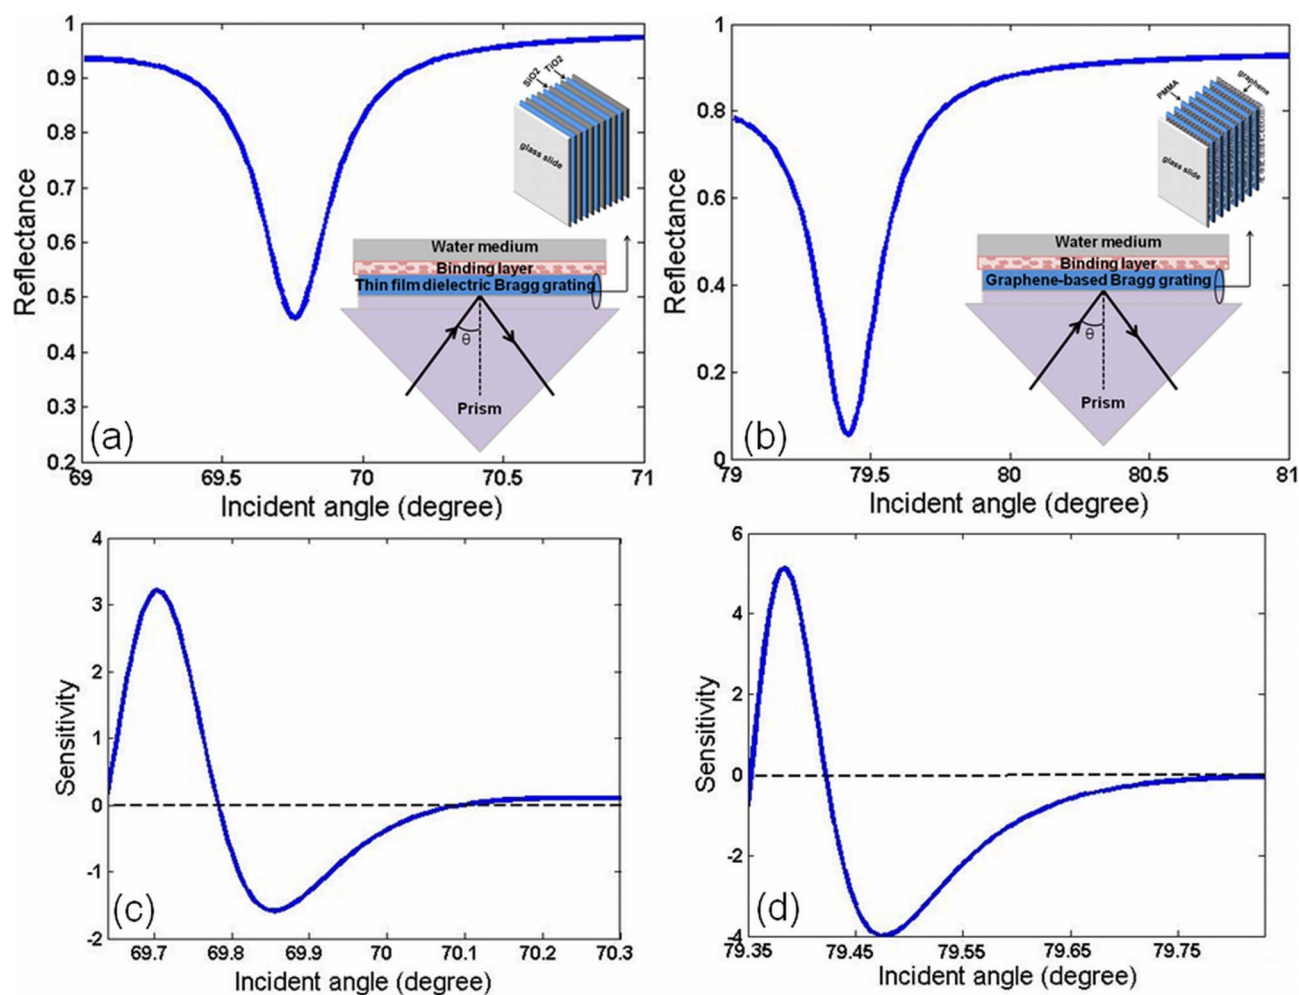 1
0.9
0.8
0.7
0.6
0.5
0.4
0.3
0.2
Reflectance
SiO2
TiO2
glass slide
Water medium
Binding layer
Thin film dielectric Bragg grating
θ
Prism
(a)
69
69.5
70
70.5
71
Incident angle (degree)
1
0.8
0.6
0.4
0.2
0
Reflectance
PMMA
graphene
glass slide
Water medium
Binding layer
Graphene-based Bragg grating
θ
Prism
(b)
79
79.5
80
80.5
81
Incident angle (degree)
4
3
2
1
0
-1
-2
Sensitivity
(c)
69.7
69.8
69.9
70
70.1
70.2
70.3
Incident angle (degree)
6
4
2
0
-2
-4
Sensitivity
(d)
79.35
79.45
79.55
79.65
79.75
Incident angle (degree)